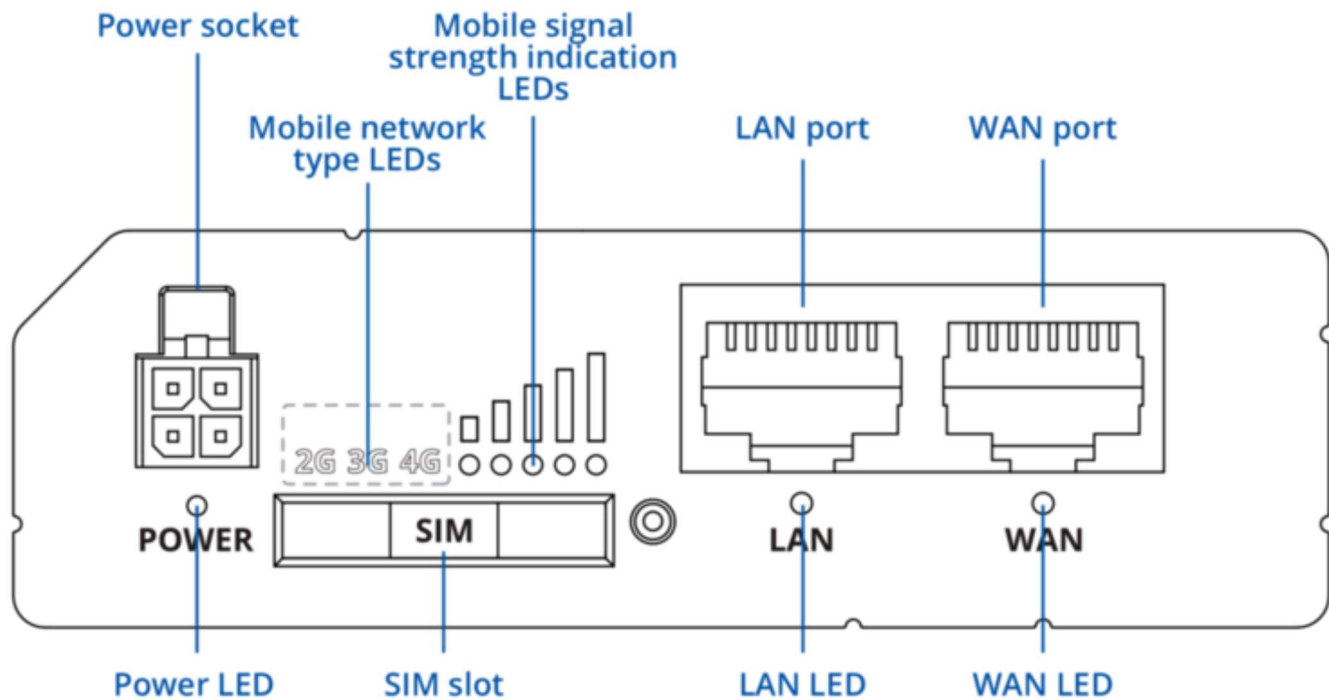 Power socket
Mobile signal
strength indication
LEDs
Mobile network
type LEDs
LAN port
WAN port
2G 3G 4G
POWER
SIM
LAN
WAN
Power LED
SIM slot
LAN LED
WAN LED